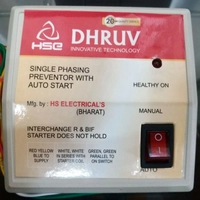 20
HSE
DHRUV
INNOVATIVE TECHNOLOGY
SINGLE PHASING
PREVENTOR WITH
AUTO START
HEALTHY ON
Mfg. by : HS ELECTRICAL'S
(BHARAT)
MANUAL
INTERCHANGE R & B IF
STARTER DOES NOT HOLD
RED YELLOW WHITE, WHITE GREEN, GREEN
BLUE TO IN SERIES WITH PARALLEL TO
SUPPLY STARTER COIL ON SWITCH
AUTO